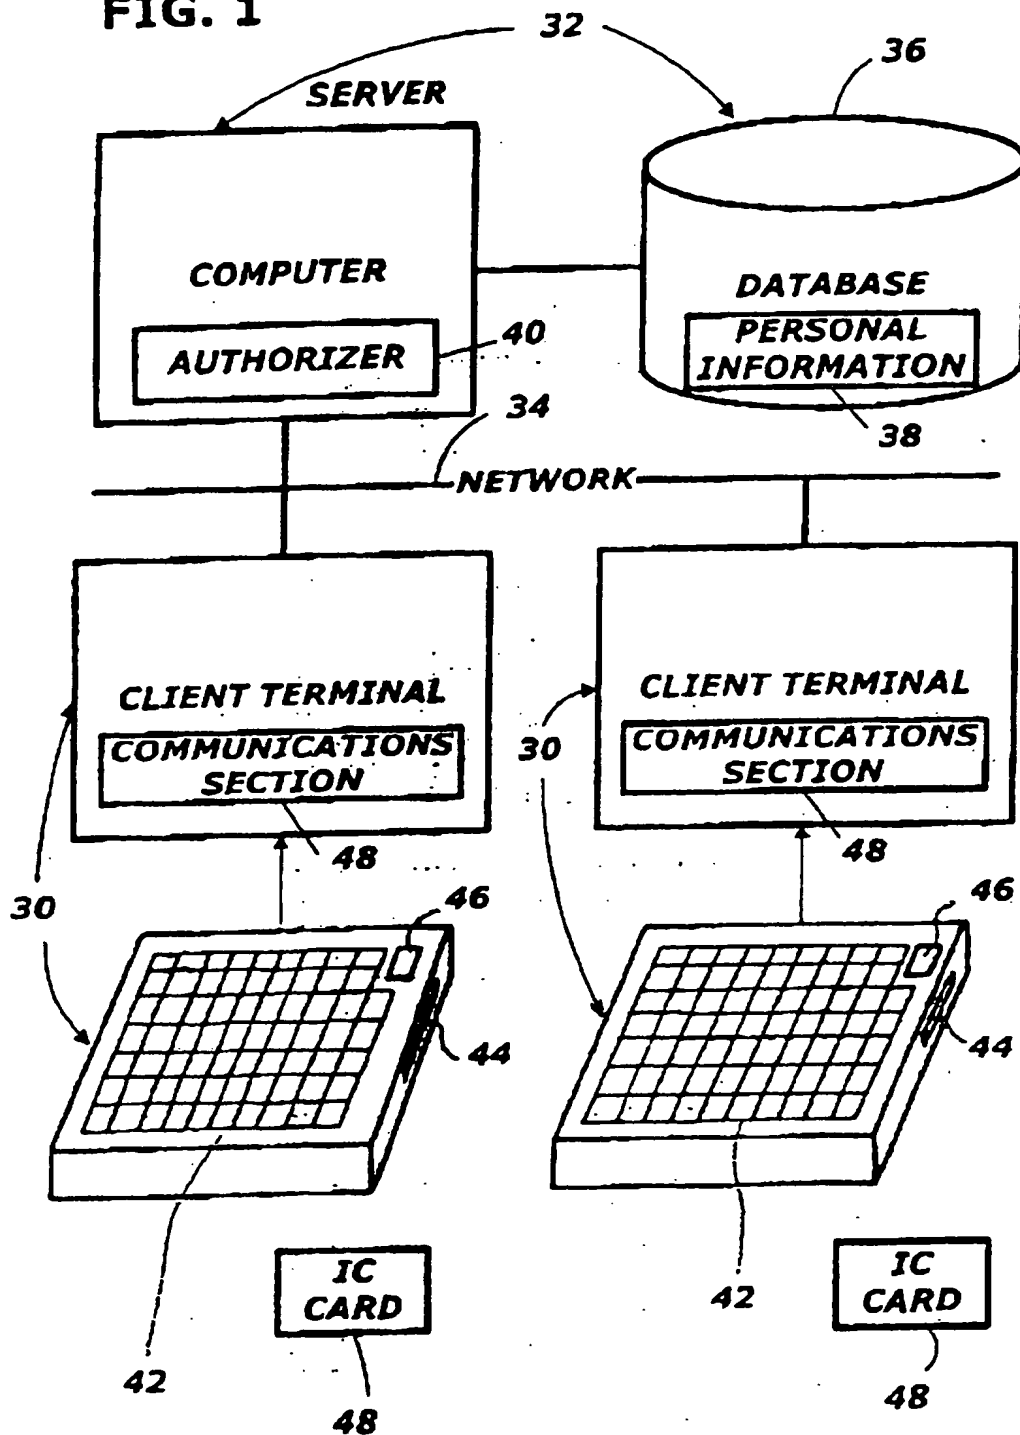 FIG. 1
32
36
SERVER
COMPUTER
DATABASE
AUTHORIZER
40
PERSONAL
INFORMATION
34
38
NETWORK
CLIENT TERMINAL
CLIENT TERMINAL
COMMUNICATIONS
SECTION
30
COMMUNICATIONS
SECTION
48
48
30
46
46
44
44
IC
CARD
42
IC
CARD
42
48
48